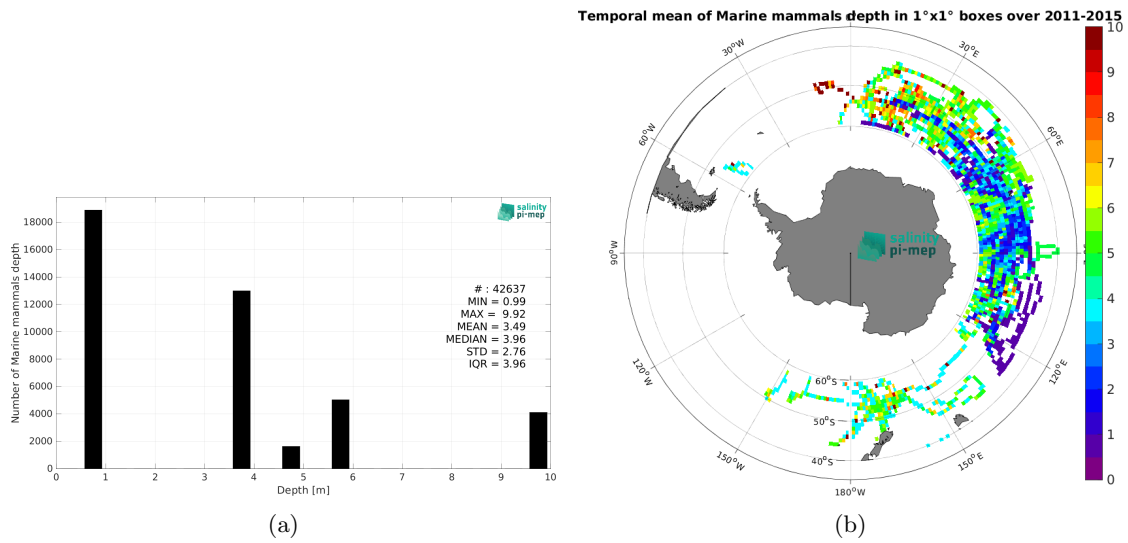 salinity
pi-mep
# : 42637
MIN = 0.99
MAX = 9.92
MEAN = 3.49
MEDIAN = 3.96
STD = 2.76
IQR = 3.96
Number of Marine mammals depth
18000
16000
14000
12000
10000
8000
6000
4000
2000
0
0 1 2 3 4 5 6 7 8 9 10
Depth [m]
(a)
Temporal mean of Marine mammals depth in 1°x1° boxes over 2011-2015
30°W
30°E
60°W
60°E
90°W
120°W
120°E
150°W
150°E
180°W
60°S
50°S
40°S
salinity
pi-mep
10
9
8
7
6
5
4
3
2
1
0
(b)